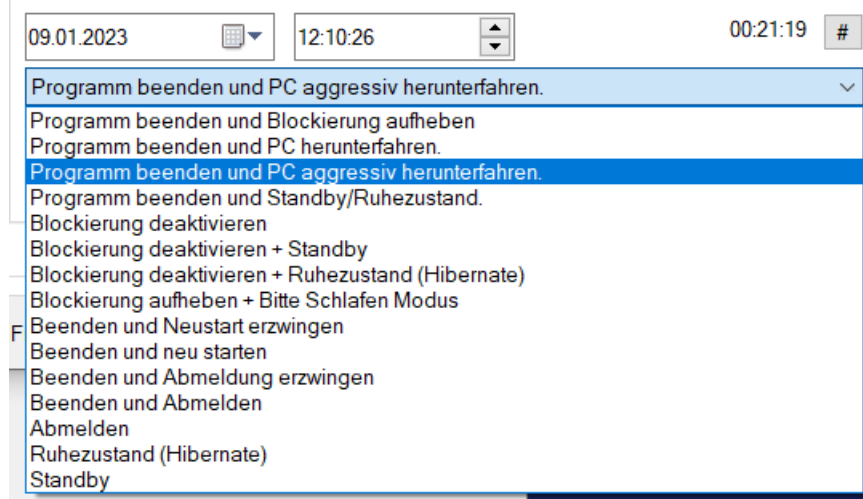 09.01.2023 12:10:26 00:21:19 #
Programm beenden und PC aggressiv herunterfahren.
Programm beenden und Blockierung aufheben
Programm beenden und PC herunterfahren.
Programm beenden und PC aggressiv herunterfahren.
Programm beenden und Standby/Ruhezustand.
Blockierung deaktivieren
Blockierung deaktivieren + Standby
Blockierung deaktivieren + Ruhezustand (Hibernate)
Blockierung aufheben + Bitte Schlafen Modus
Beenden und Neustart erzwingen
F
Beenden und neu starten
Beenden und Abmeldung erzwingen
Beenden und Abmelden
Abmelden
Ruhezustand (Hibernate)
Standby